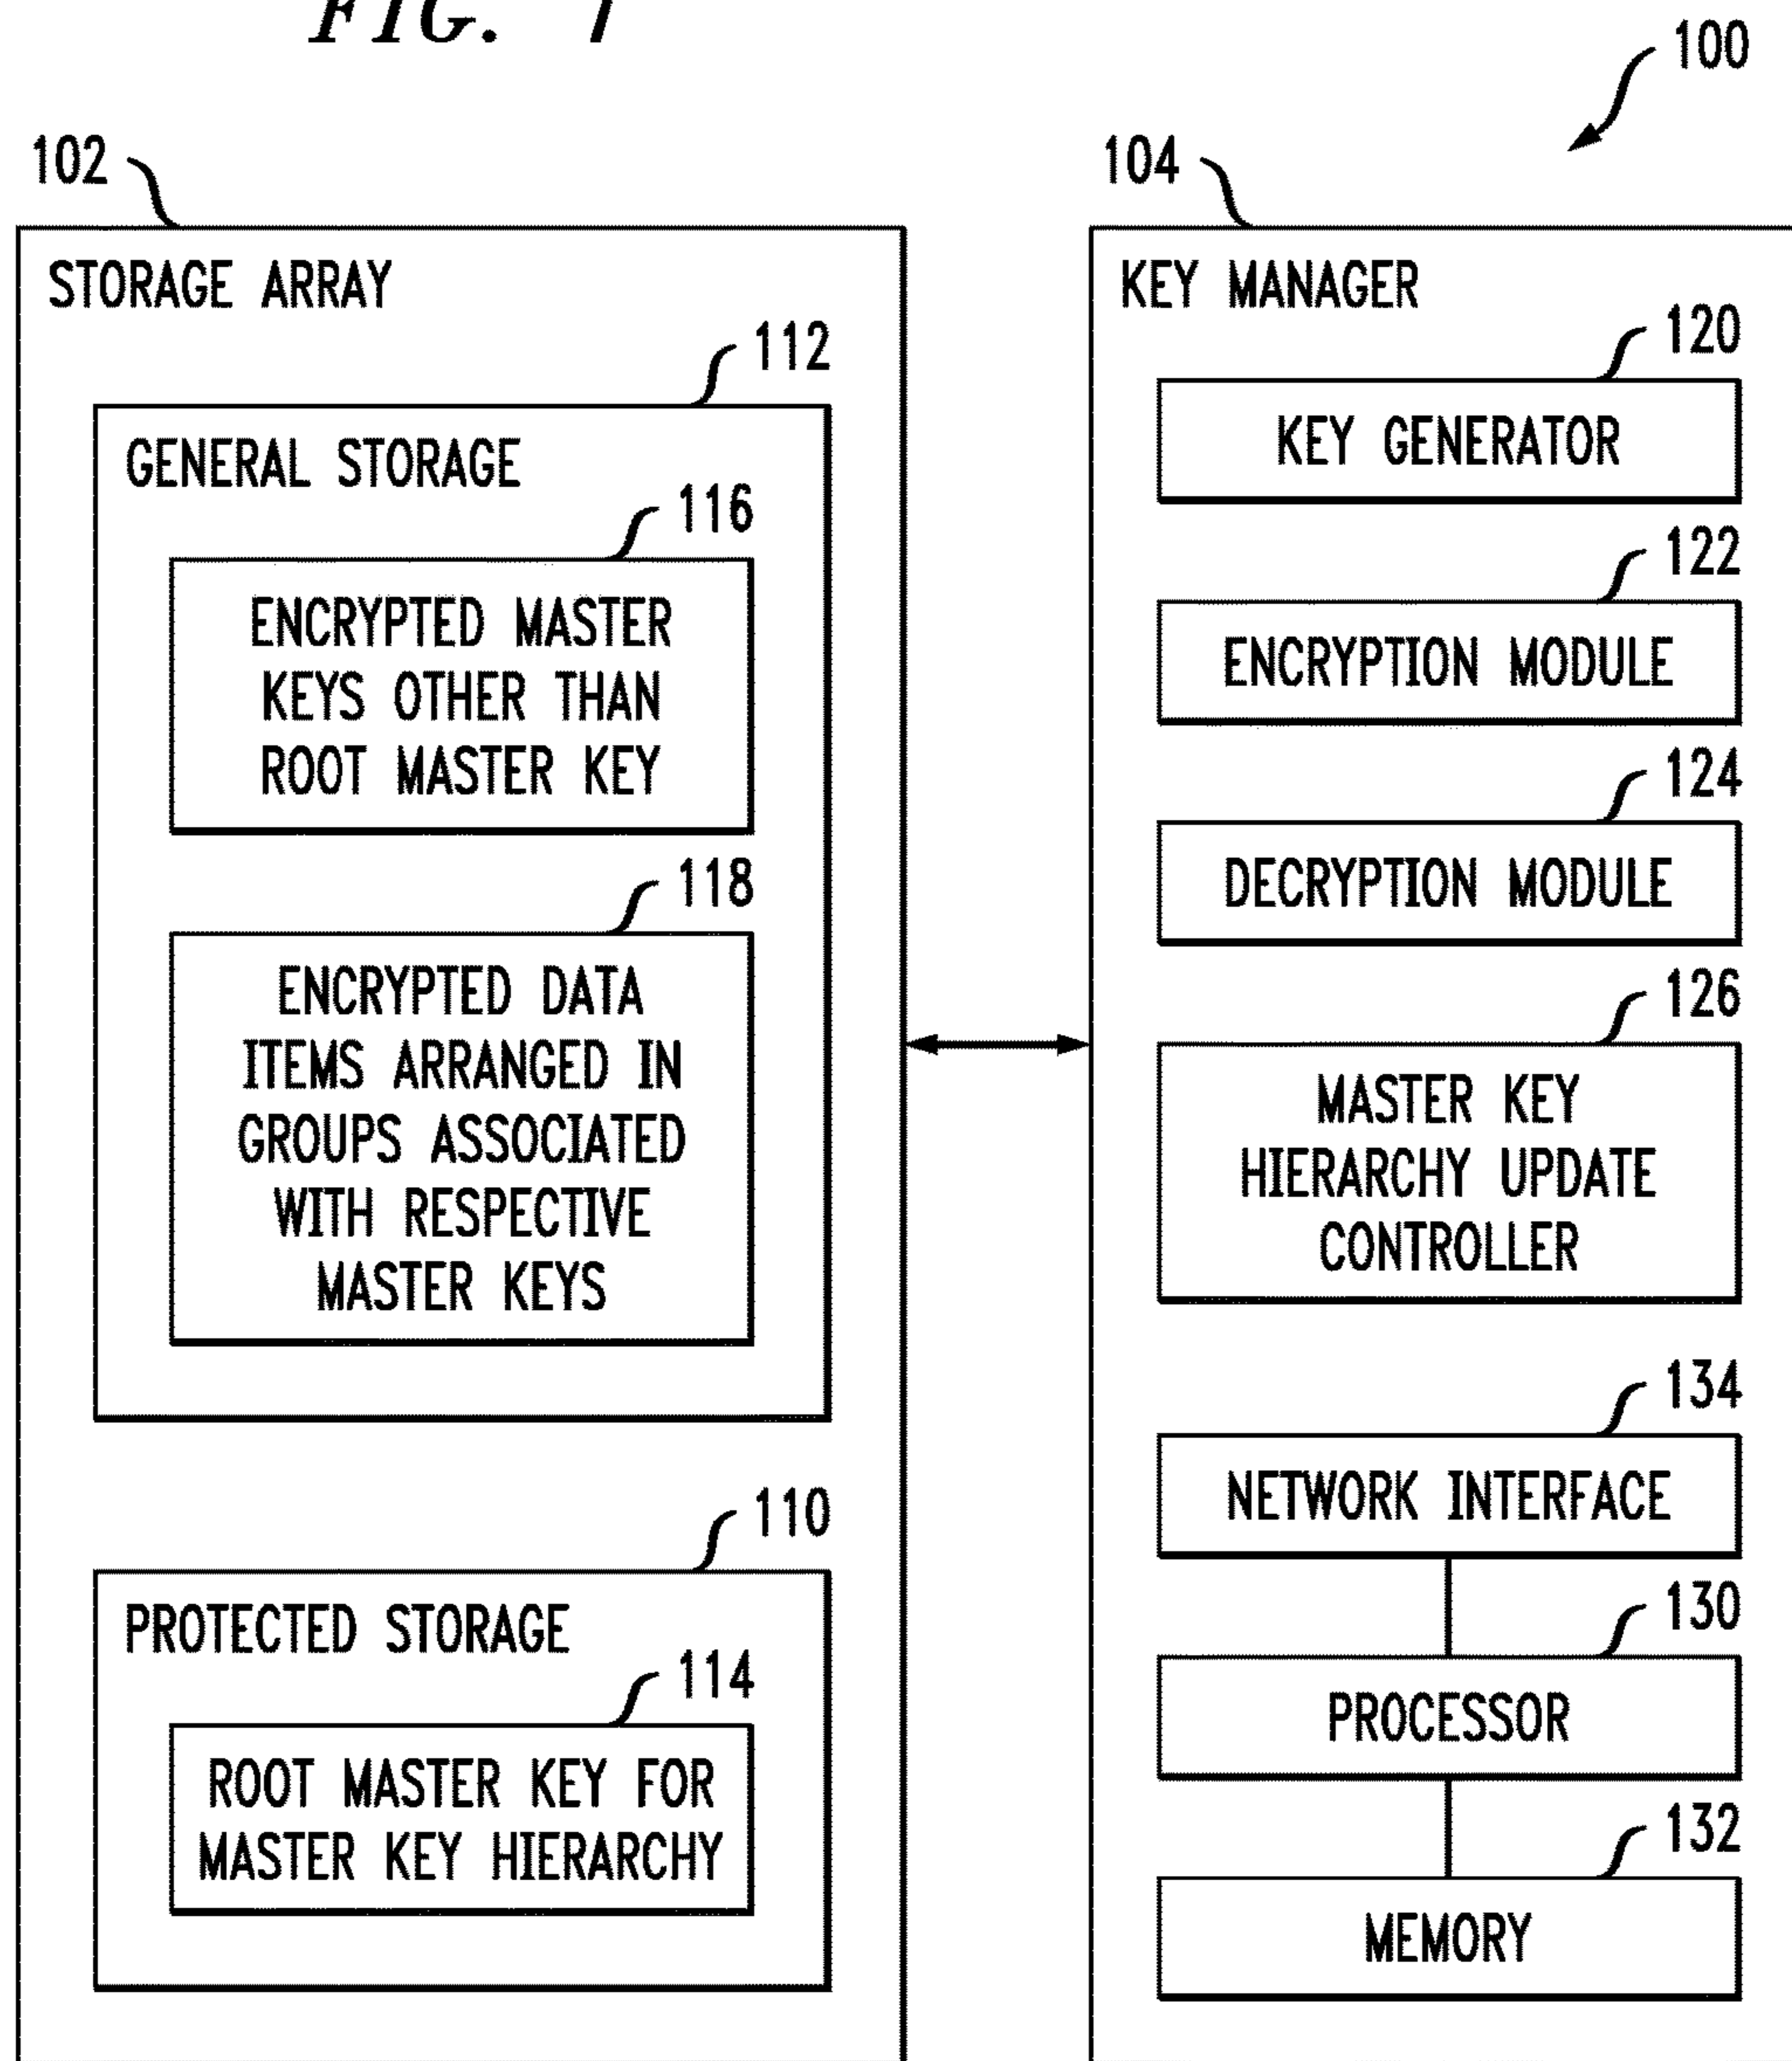 FIG. 1
100
102
STORAGE ARRAY
112
GENERAL STORAGE
116
ENCRYPTED MASTER
KEYS OTHER THAN
ROOT MASTER KEY
118
ENCRYPTED DATA
ITEMS ARRANGED IN
GROUPS ASSOCIATED
WITH RESPECTIVE
MASTER KEYS
110
PROTECTED STORAGE
114
ROOT MASTER KEY FOR
MASTER KEY HIERARCHY
104
KEY MANAGER
120
KEY GENERATOR
122
ENCRYPTION MODULE
124
DECRYPTION MODULE
126
MASTER KEY
HIERARCHY UPDATE
CONTROLLER
134
NETWORK INTERFACE
130
PROCESSOR
132
MEMORY